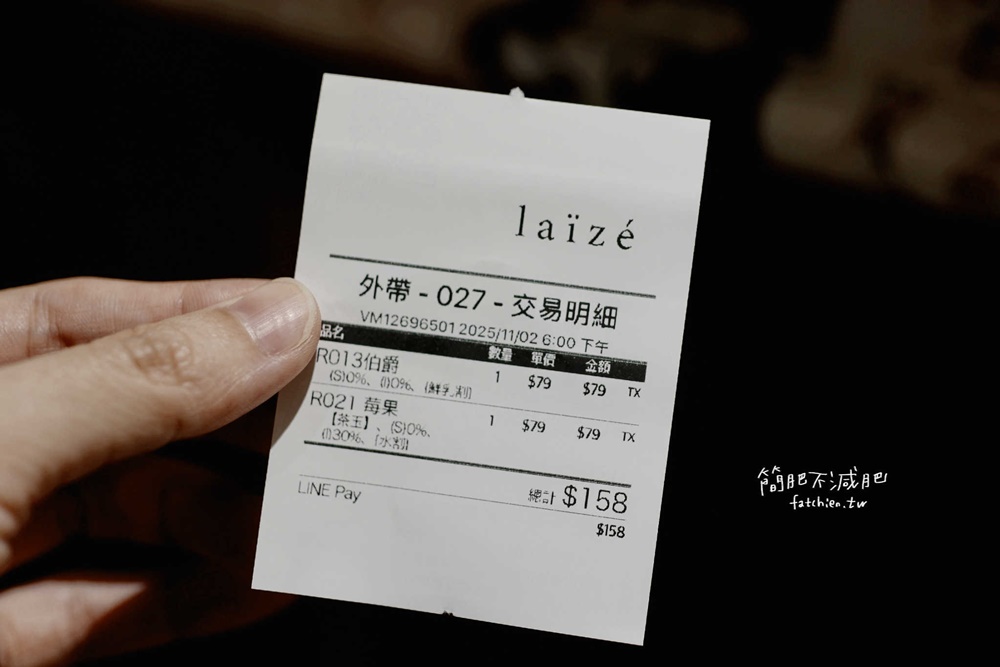 laïzé
外帶 - 027 - 交易明細
VM12696501 2025/11/02 6:00 下午
品名 數量 單價 金額
R013伯爵 1 $79 $79 TX
(S)0%、(I)0%、[鮮乳割]
R021 莓果 1 $79 $79 TX
【茶玉】、(S)0%、
(I)30%、[水割]
LINE Pay 總計 $158
$158
簡肥不減肥
fatchien.tw